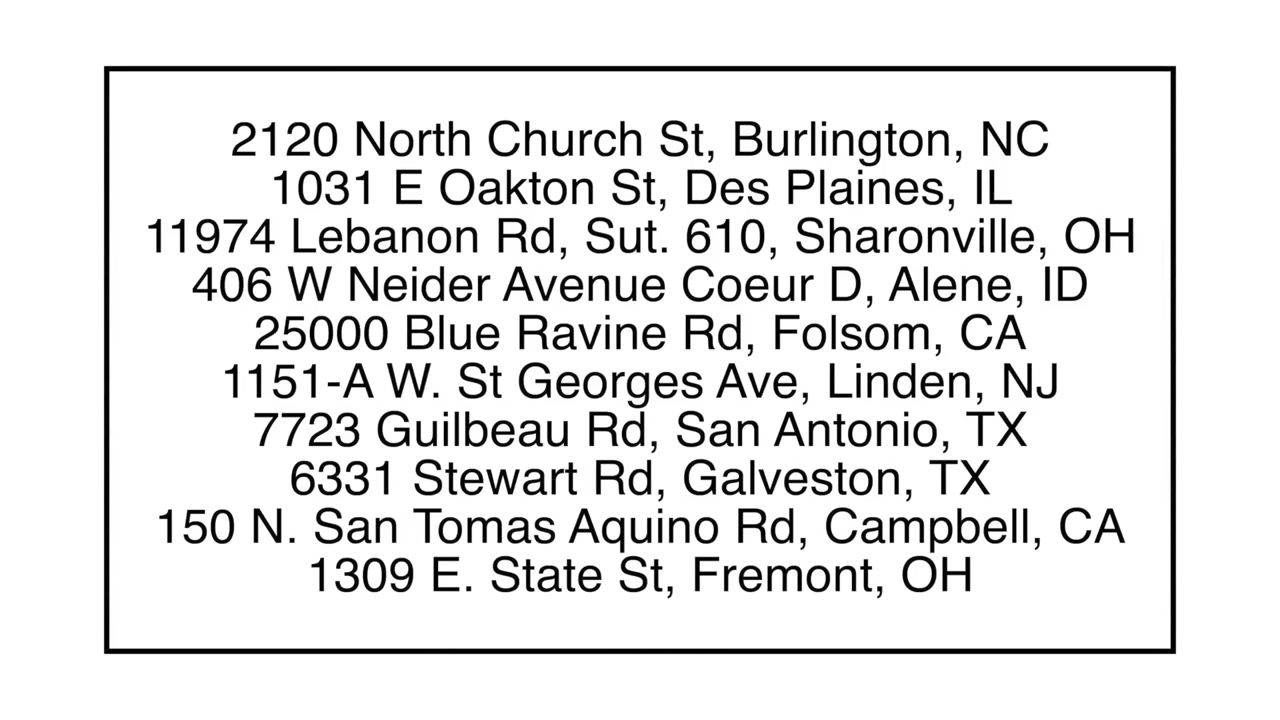 2120 North Church St, Burlington, NC
1031 E Oakton St, Des Plaines, IL
11974 Lebanon Rd, Sut. 610, Sharonville, OH
406 W Neider Avenue Coeur D, Alene, ID
25000 Blue Ravine Rd, Folsom, CA
1151-A W. St Georges Ave, Linden, NJ
7723 Guilbeau Rd, San Antonio, TX
6331 Stewart Rd, Galveston, TX
150 N. San Tomas Aquino Rd, Campbell, CA
1309 E. State St, Fremont, OH